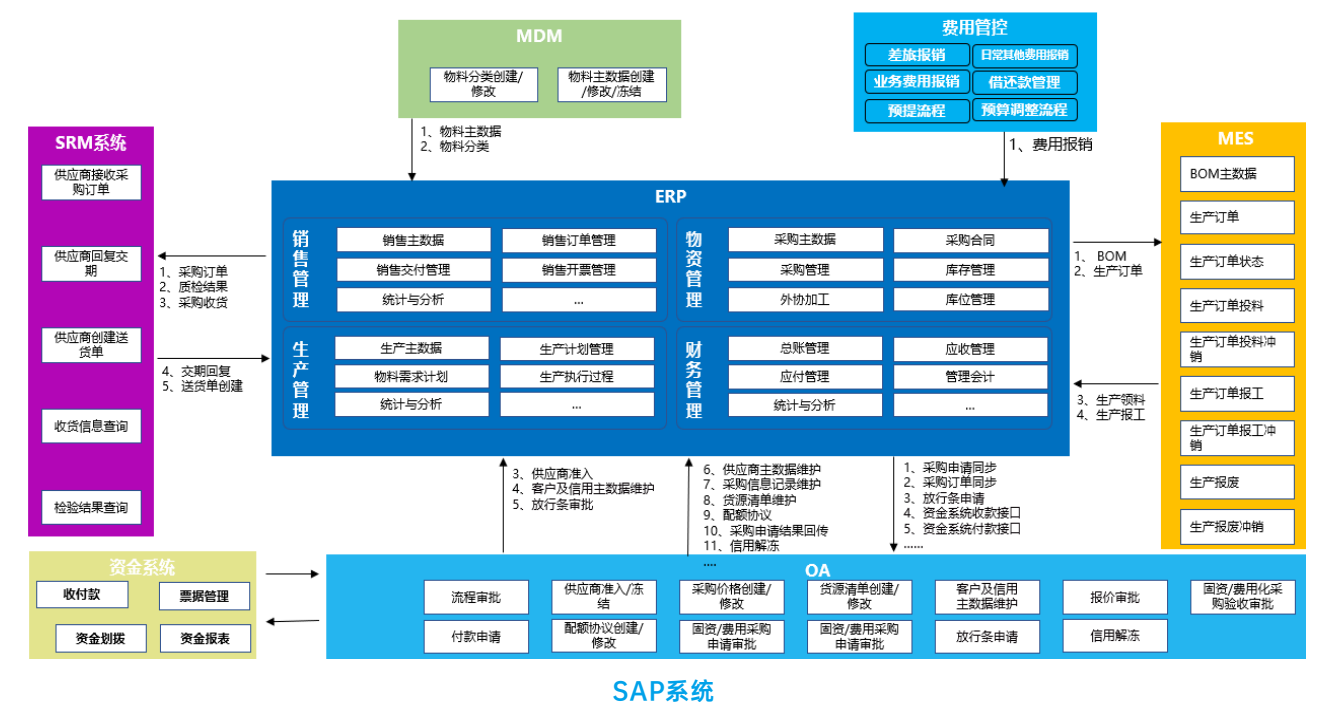 MDM
物料分类创建/
修改
物料主数据创建
/修改/冻结
费用管控
差旅报销
日常其他费用报销
业务费用报销
借还款管理
预提流程
预算调整流程
1、物料主数据
2、物料分类
1、费用报销
SRM系统
供应商接收采
购订单
供应商回复交
期
供应商创建送
货单
收货信息查询
检验结果查询
1、采购订单
2、质检结果
3、采购收货
4、交期回复
5、送货单创建
ERP
销售管理
销售主数据
销售订单管理
销售交付管理
销售开票管理
统计与分析
...
物资管理
采购主数据
采购合同
采购管理
库存管理
外协加工
库位管理
生产管理
生产主数据
生产计划管理
物料需求计划
生产执行过程
统计与分析
...
财务管理
总账管理
应收管理
应付管理
管理会计
统计与分析
...
1、 BOM
2、生产订单
3、生产领料
4、生产报工
MES
BOM主数据
生产订单
生产订单状态
生产订单投料
生产订单投料冲
销
生产订单报工
生产订单报工冲
销
生产报废
生产报废冲销
3、供应商准入
4、客户及信用主数据维护
5、放行条审批
6、供应商主数据维护
7、采购信息记录维护
8、货源清单维护
9、配额协议
10、采购申请结果回传
11、信用解冻
....
1、采购申请同步
2、采购订单同步
3、放行条申请
4、资金系统收款接口
5、资金系统付款接口
......
资金系统
收付款
票据管理
资金划拨
资金报表
OA
流程审批
供应商准入/冻
结
采购价格创建/
修改
货源清单创建/
修改
客户及信用
主数据维护
报价审批
固资/费用化采
购验收审批
付款申请
配额协议创建/
修改
固资/费用采购
申请审批
固资/费用采购
申请审批
放行条申请
信用解冻
SAP系统